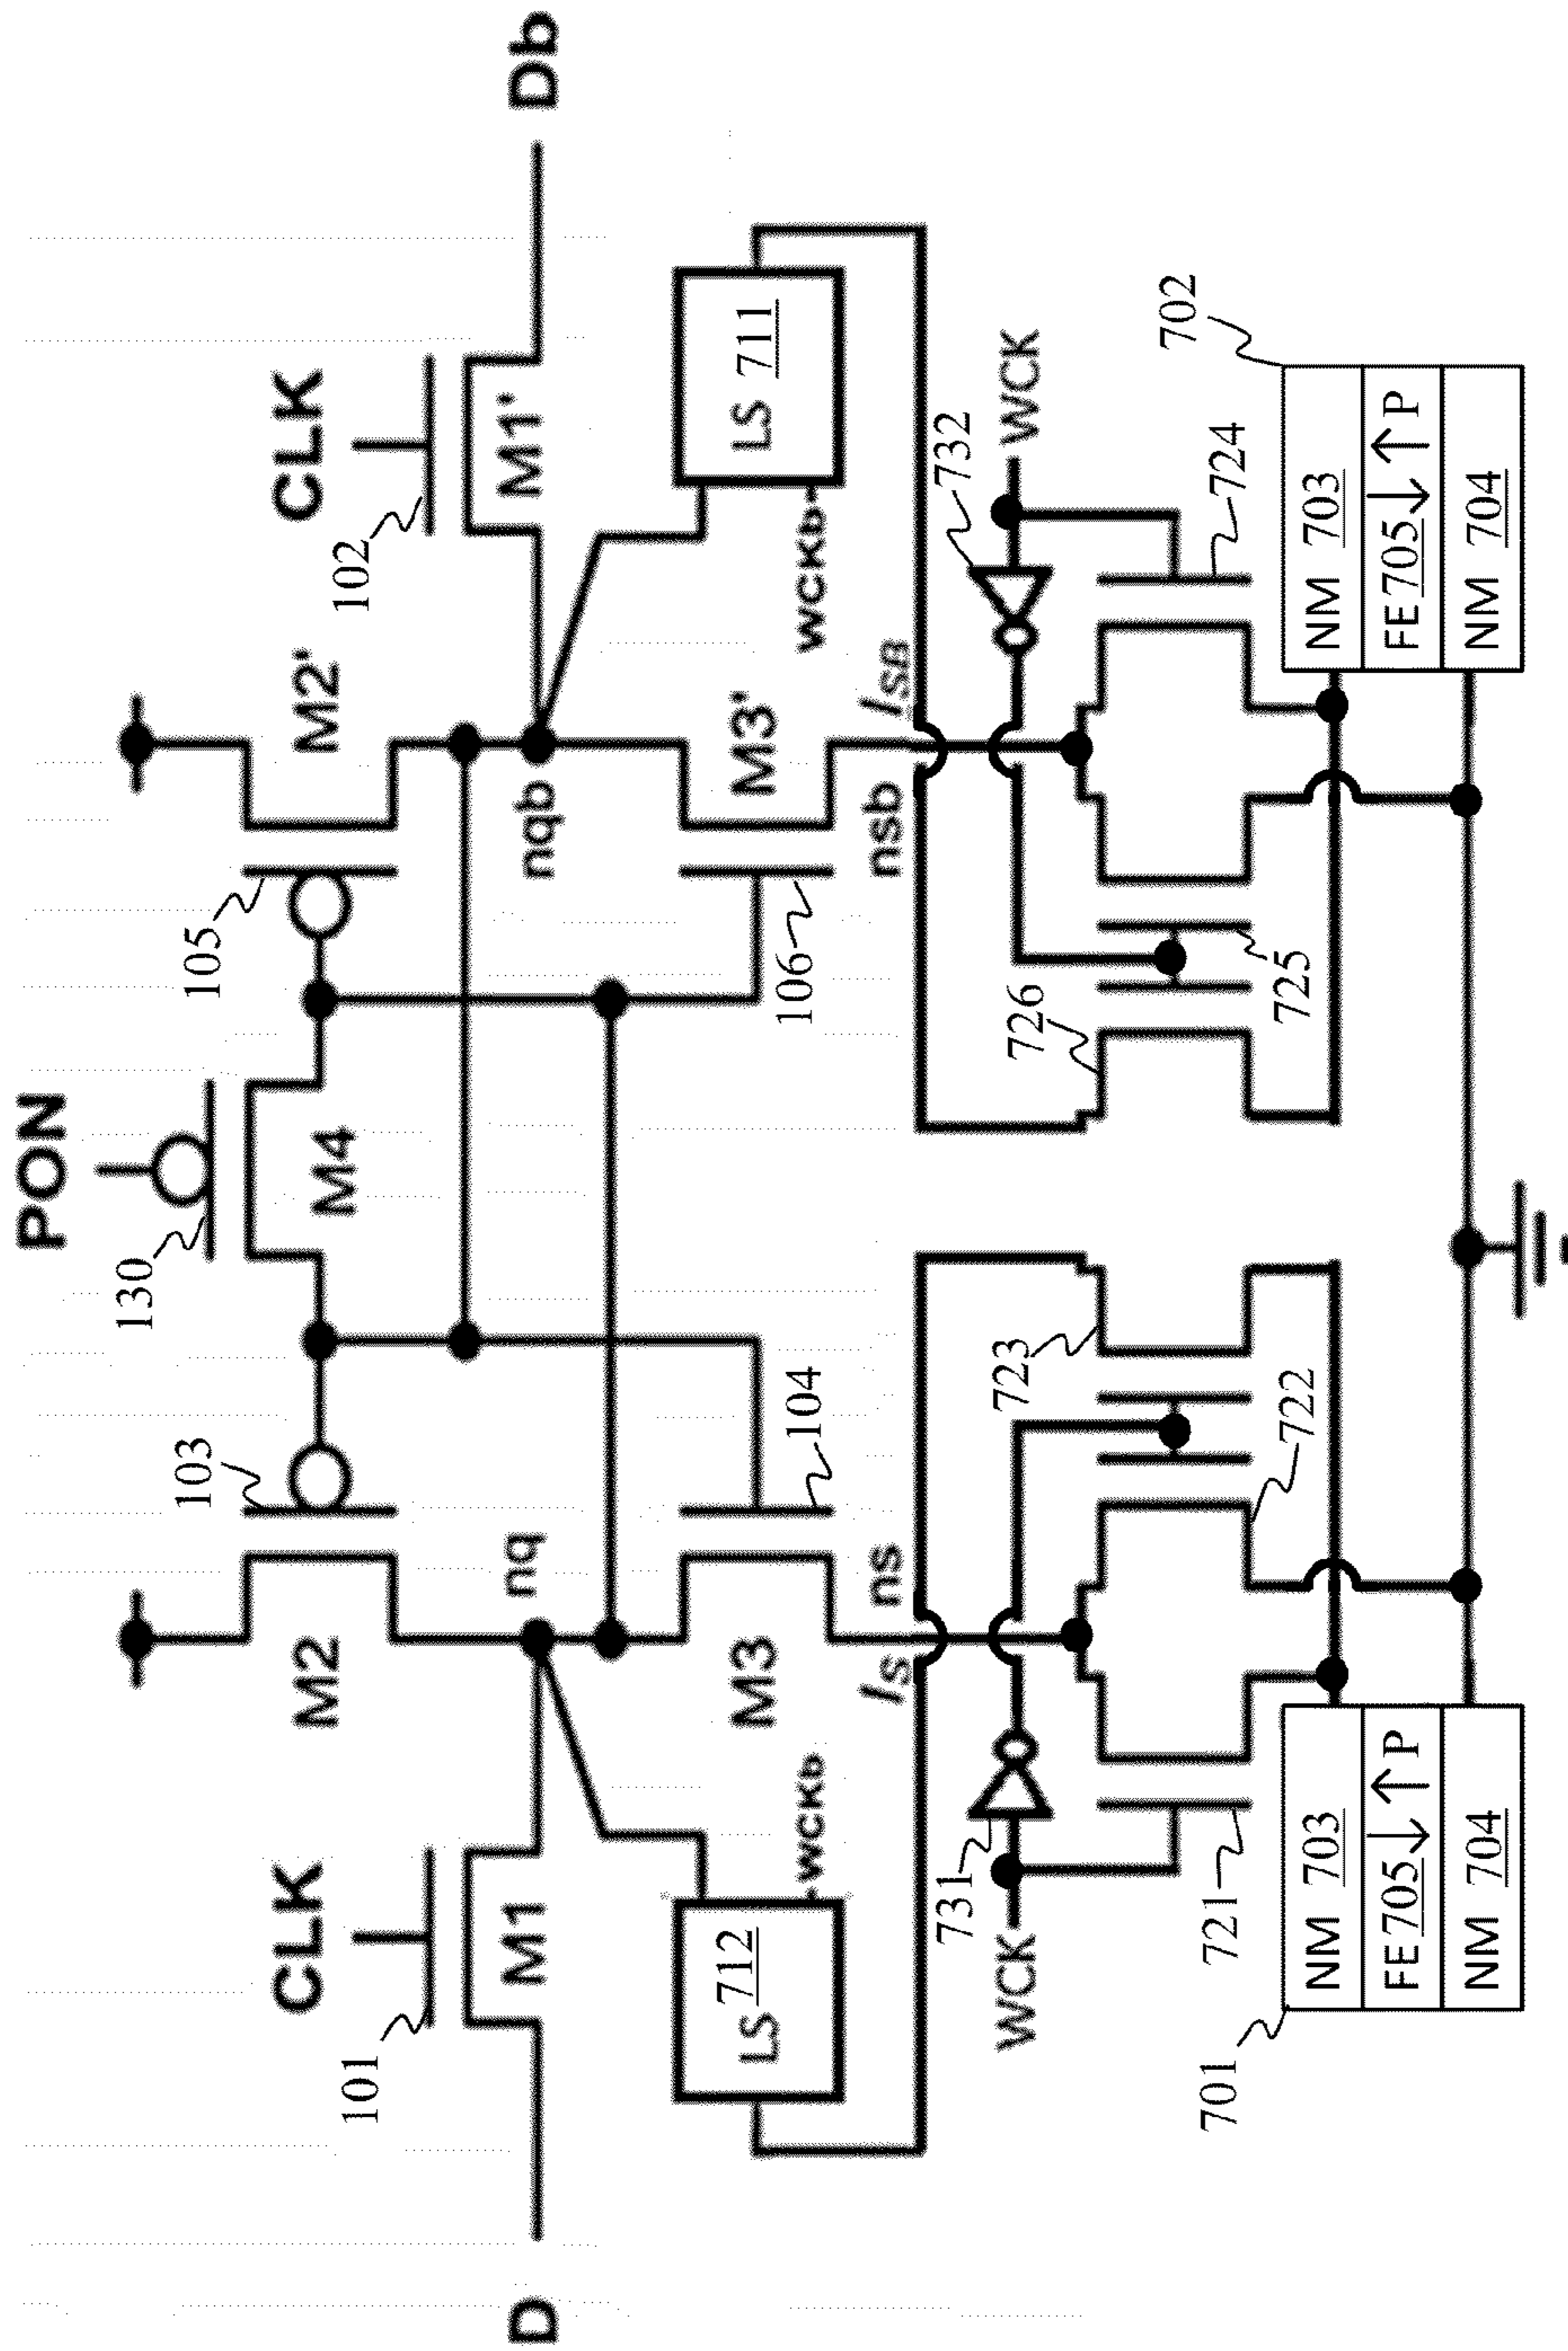 PON
130
M4
CLK
101
M1
D
CLK
102
M1'
Db
103
M2
105
M2'
nq
nqb
LS 712
WCKb
M3
104
106
M3'
LS 711
WCKb
IS
ns
nsb
ISB
WCK
731
723
726
732
WCK
721
722
725
724
701
NM 703
FE 705 ↓↑ P
NM 704
702
NM 703
FE 705 ↓↑ P
NM 704